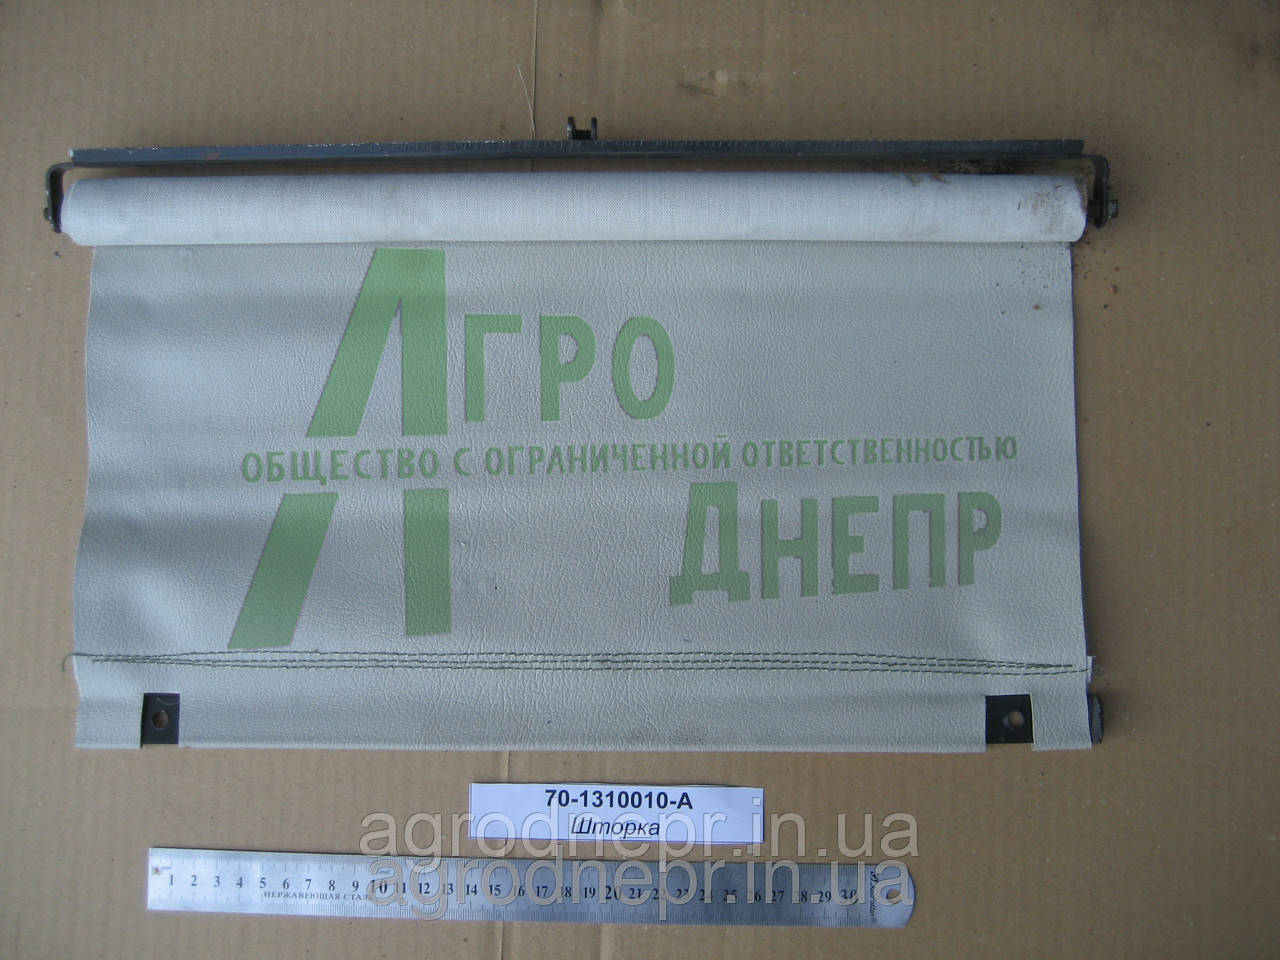 АГРО
ОБЩЕСТВО С ОГРАНИЧЕННОЙ ОТВЕТСТВЕННОСТЬЮ
ДНЕПР
70-1310010-А
Шторка
agrodnepr.in.ua
agrodnepr.in.ua
1 2 3 4 5 6 7 8 9 10 11 12 13 14 15 16 17 18 19 20 21 22 23 24 25 26 27 28 29 30
НЕРЖАВЕЮЩАЯ СТАЛЬ